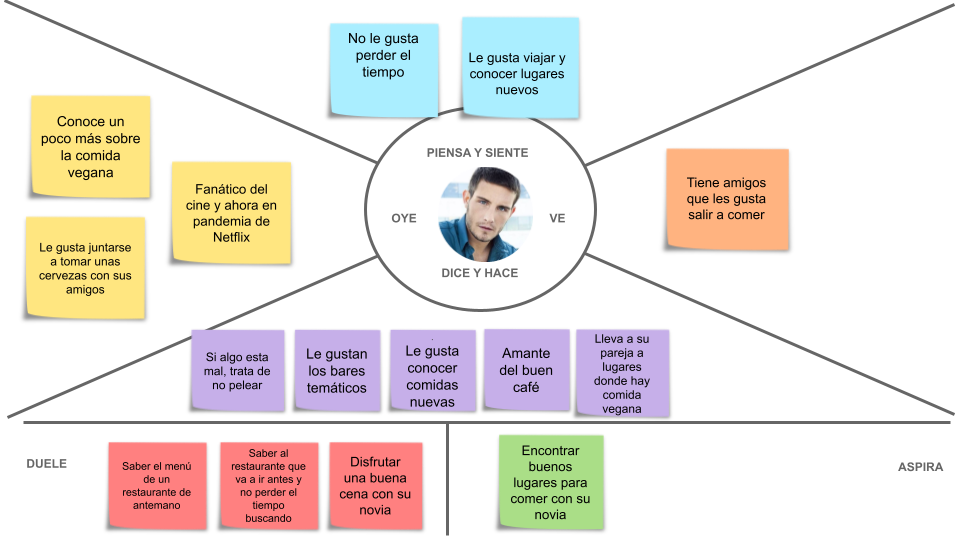 No le gusta
perder el
tiempo
Le gusta viajar y
conocer lugares
nuevos
Conoce un
poco más sobre
la comida
vegana
Fanático del
cine y ahora en
pandemia de
Netflix
Le gusta juntarse
a tomar unas
cervezas con sus
amigos
PIENSA Y SIENTE
OYE
VE
DICE Y HACE
Tiene amigos
que les gusta
salir a comer
Si algo esta
mal, trata de
no pelear
Le gustan
los bares
temáticos
Le gusta
conocer
comidas
nuevas
Amante
del buen
café
Lleva a su
pareja a
lugares
donde hay
comida
vegana
DUELE
Saber el menú
de un
restaurante de
antemano
Saber al
restaurante que
va a ir antes y
no perder el
tiempo
buscando
Disfrutar
una buena
cena con su
novia
Encontrar
buenos
lugares para
comer con su
novia
ASPIRA